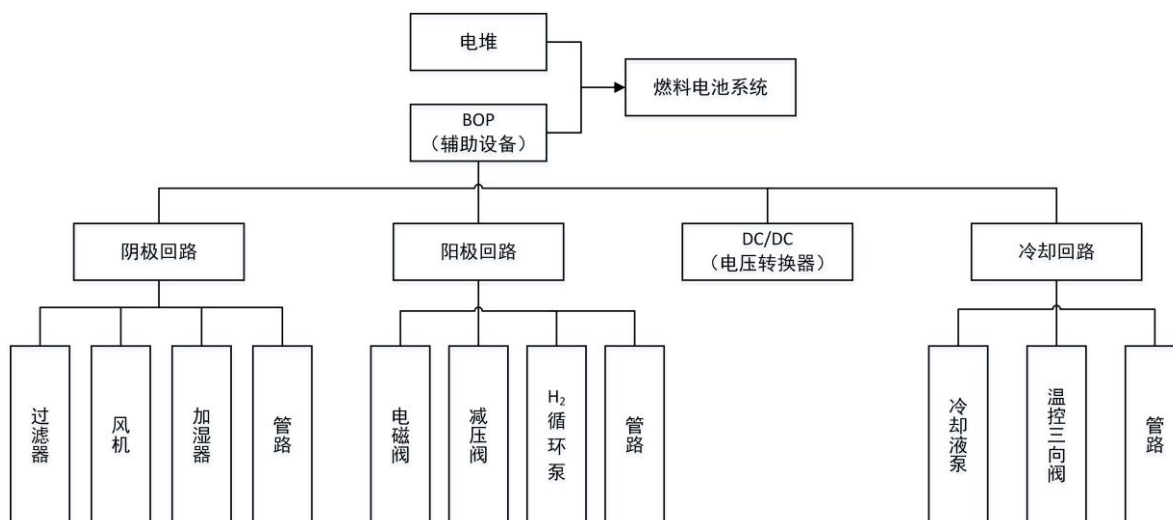 电堆
燃料电池系统
BOP
（辅助设备）
阴极回路
阳极回路
DC/DC
（电压转换器）
冷却回路
过滤器
风机
加湿器
管路
电磁阀
减压阀
H₂循环泵
管路
冷却液泵
温控三向阀
管路